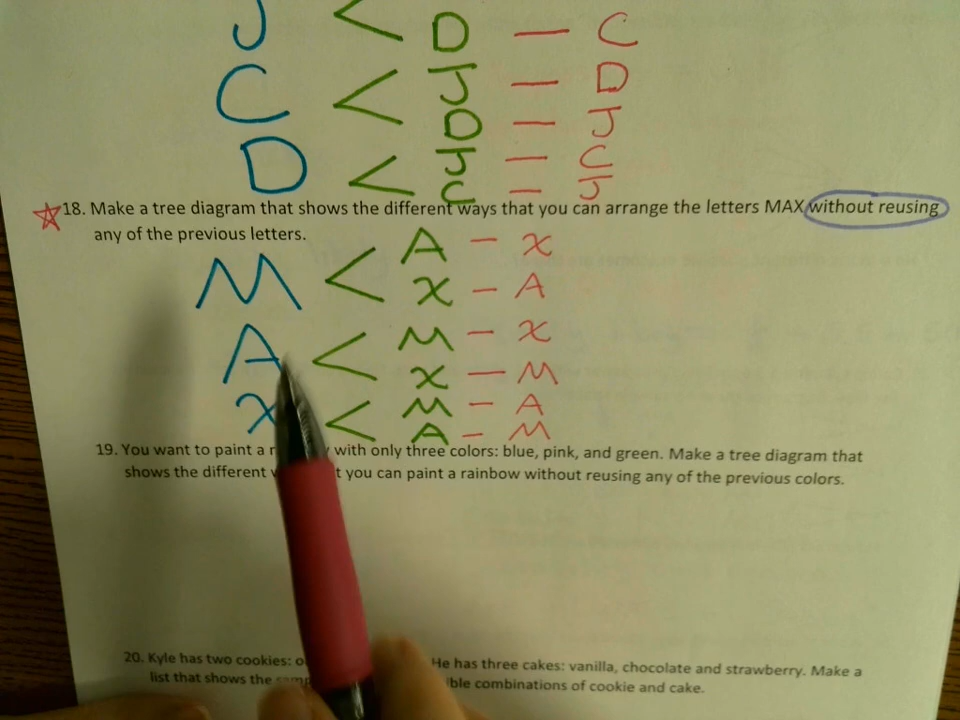 J < D — C
C < J — D
D — J
D < J — C
C — J
18. Make a tree diagram that shows the different ways that you can arrange the letters MAX without reusing
any of the previous letters.
M < A — X
X — A
A < M — X
X — M
X < M — A
A — M
19. You want to paint a with only three colors: blue, pink, and green. Make a tree diagram that
shows the different you can paint a rainbow without reusing any of the previous colors.
20. Kyle has two cookies: He has three cakes: vanilla, chocolate and strawberry. Make a
list that shows the combinations of cookie and cake.